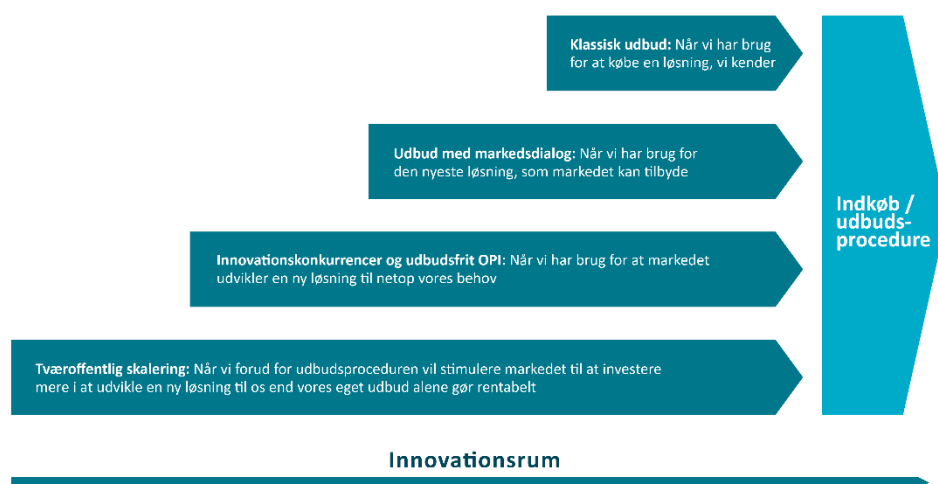 Klassisk udbud: Når vi har brug
for at købe en løsning, vi kender
Udbud med markedsdialog: Når vi har brug for
den nyeste løsning, som markedet kan tilbyde
Innovationskonkurrencer og udbudsfrit OPI: Når vi har brug for at markedet
udvikler en ny løsning til netop vores behov
Tværoffentlig skalering: Når vi forud for udbudsproceduren vil stimulere markedet til at investere
mere i at udvikle en ny løsning til os end vores eget udbud alene gør rentabelt
Indkøb /
udbuds-
procedure
Innovationsrum